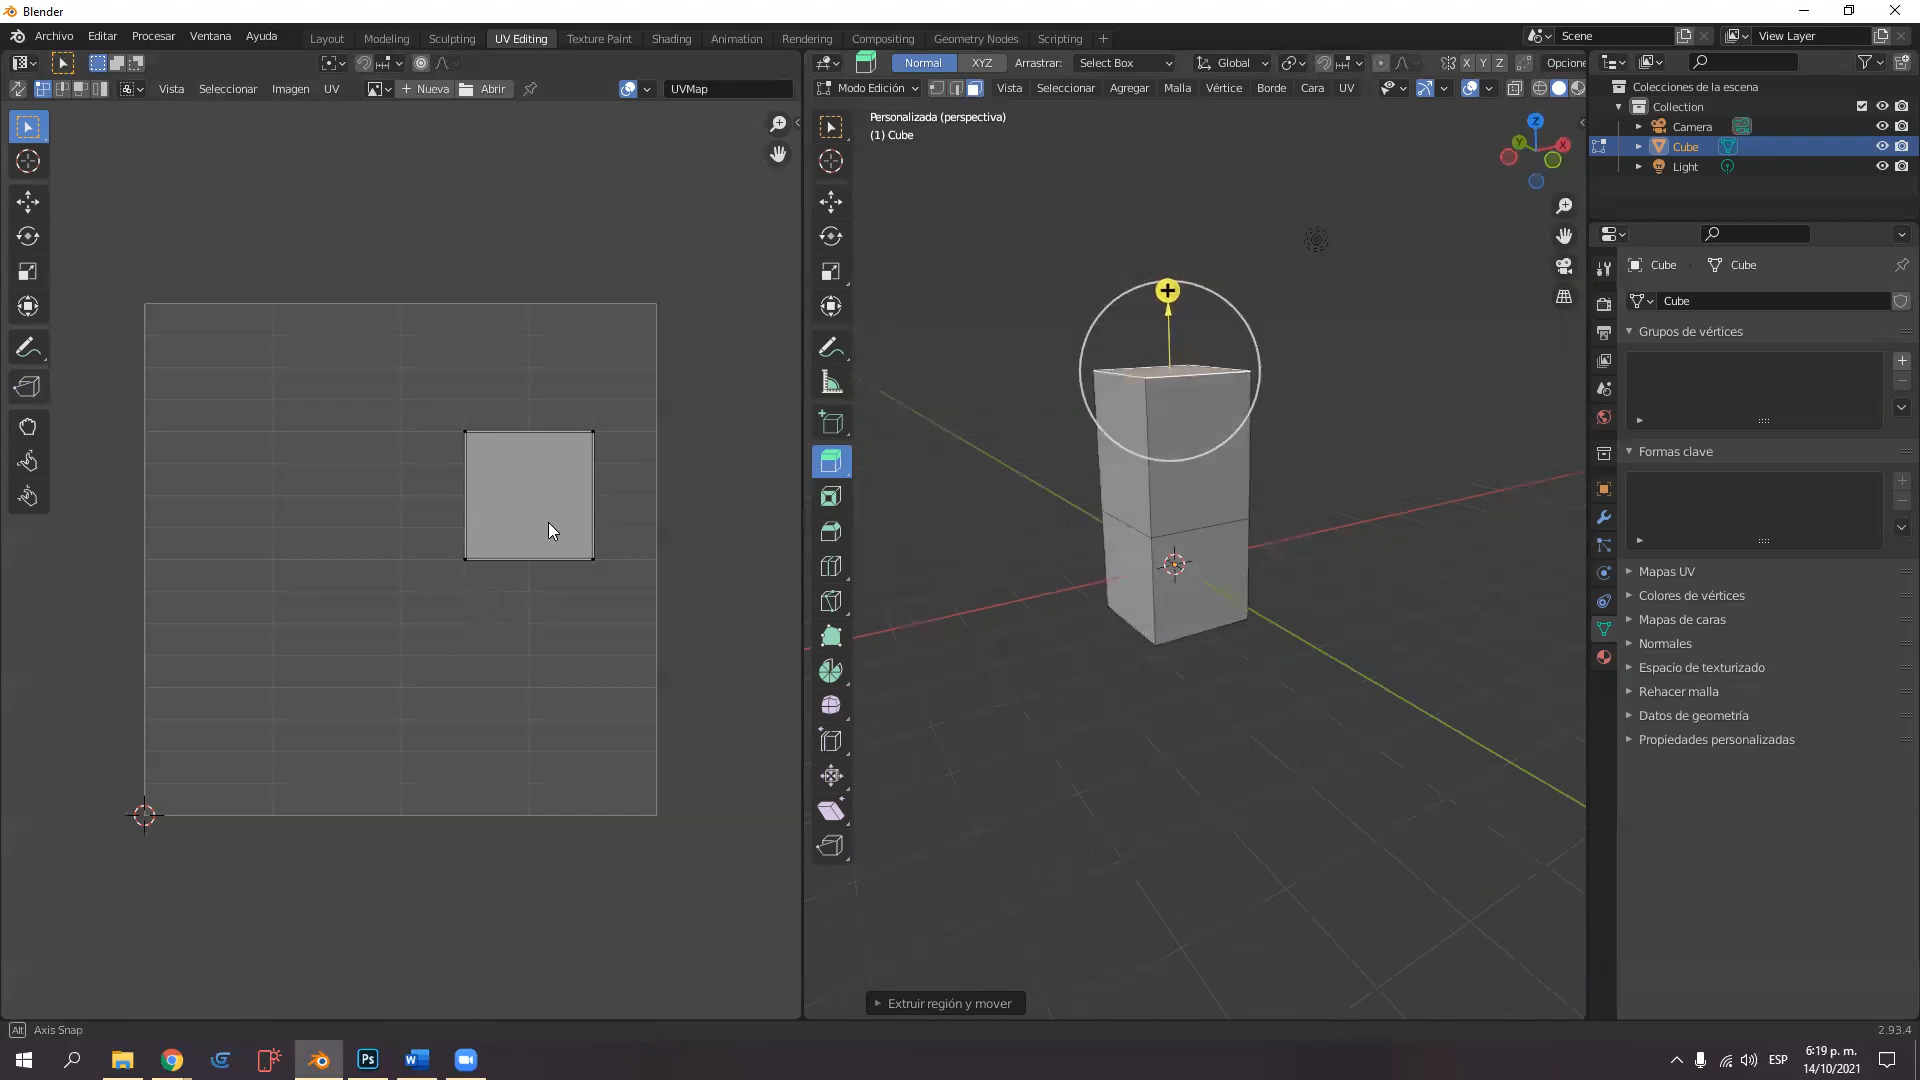 Blender
Archivo Editar Procesar Ventana Ayuda Layout Modeling Sculpting UV Editing Texture Paint Shading Animation Rendering Compositing Geometry Nodes Scripting + Scene View Layer
Normal XYZ Arrastrar: Select Box Global X Y Z Opcione
Vista Seleccionar Imagen UV Nueva Abrir UVMap Modo Edición Vista Seleccionar Agregar Malla Vértice Borde Cara UV
Colecciones de la escena
Collection
Camera
Cube
Light
Personalizada (perspectiva)
(1) Cube
Z
Y
X
Cube Cube
Cube
Grupos de vértices
Formas clave
Mapas UV
Colores de vértices
Mapas de caras
Normales
Espacio de texturizado
Rehacer malla
Datos de geometría
Propiedades personalizadas
Extruir región y mover
Alt Axis Snap 2.93.4
Ps ESP
6:19 p. m.
14/10/2021